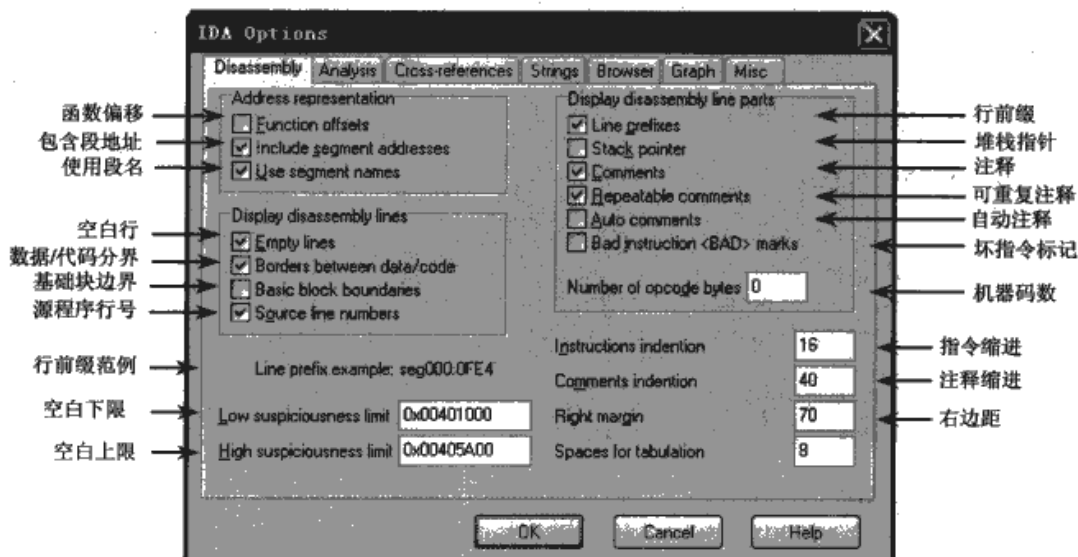 IDA Options
Disassembly Analysis Cross-references Strings Browser Graph Misc
函数偏移
包含段地址
使用段名
Address representation
Function offsets
Include segment addresses
Use segment names
空白行
数据/代码分界
基础块边界
源程序行号
Display disassembly lines
Empty lines
Borders between data/code
Basic block boundaries
Source line numbers
行前缀范例
Line prefix example: seg000:0FE4
空白下限
Low suspiciousness limit 0x00401000
空白上限
High suspiciousness limit 0x00405A00
Display disassembly line parts
Line prefixes
Stack pointer
Comments
Repeatable comments
Auto comments
Bad instruction <BAD> marks
Number of opcode bytes 0
行前缀
堆栈指针
注释
可重复注释
自动注释
坏指令标记
机器码数
Instructions indention 16 指令缩进
Comments indention 40 注释缩进
Right margin 70 右边距
Spaces for tabulation 8
OK Cancel Help